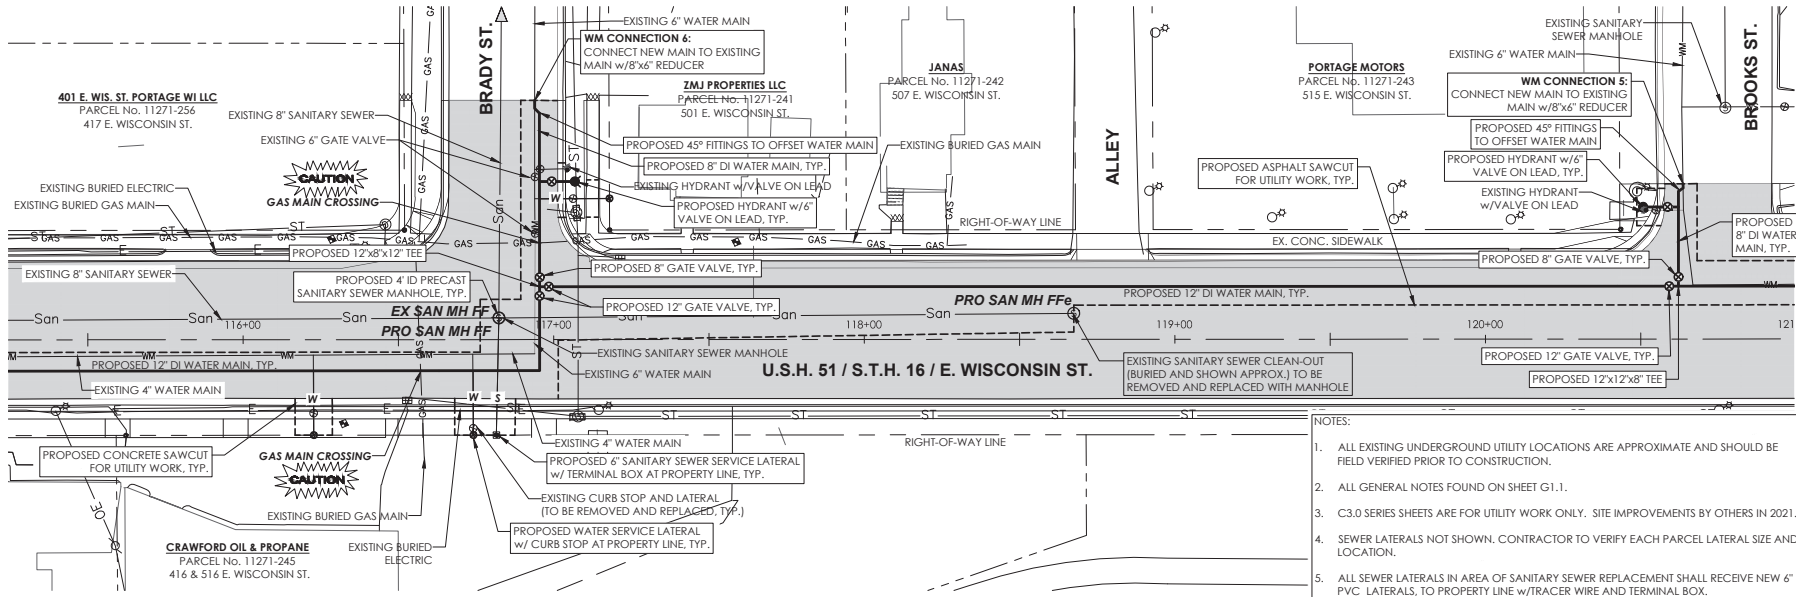 EXISTING 6" WATER MAIN
BRADY ST.
WM CONNECTION 6:
CONNECT NEW MAIN TO EXISTING
MAIN w/8"x6" REDUCER
401 E. WIS. ST. PORTAGE WI LLC
PARCEL No. 11271-256
417 E. WISCONSIN ST.
EXISTING 8" SANITARY SEWER
EXISTING 6" GATE VALVE
ZMJ PROPERTIES LLC
PARCEL No. 11271-241
501 E. WISCONSIN ST.
JANAS
PARCEL No. 11271-242
507 E. WISCONSIN ST.
ALLEY
PORTAGE MOTORS
PARCEL No. 11271-243
515 E. WISCONSIN ST.
EXISTING SANITARY
SEWER MANHOLE
EXISTING 6" WATER MAIN
WM CONNECTION 5:
CONNECT NEW MAIN TO EXISTING
MAIN w/8"x6" REDUCER
BROOKS ST.
PROPOSED 45° FITTINGS TO OFFSET WATER MAIN
PROPOSED 8" DI WATER MAIN, TYP.
EXISTING HYDRANT w/VALVE ON LEAD
PROPOSED HYDRANT w/6"
VALVE ON LEAD, TYP.
EXISTING BURIED GAS MAIN
PROPOSED ASPHALT SAWCUT
FOR UTILITY WORK, TYP.
PROPOSED 45° FITTINGS
TO OFFSET WATER MAIN
PROPOSED HYDRANT w/6"
VALVE ON LEAD, TYP.
EXISTING HYDRANT
w/VALVE ON LEAD
PROPOSED
8" DI WATER
MAIN, TYP.
CAUTION
GAS MAIN CROSSING
EXISTING BURIED ELECTRIC
EXISTING BURIED GAS MAIN
RIGHT-OF-WAY LINE
EX. CONC. SIDEWALK
PROPOSED 12"x8"x12" TEE
PROPOSED 8" GATE VALVE, TYP.
PROPOSED 8" GATE VALVE, TYP.
EXISTING 8" SANITARY SEWER
PROPOSED 4' ID PRECAST
SANITARY SEWER MANHOLE, TYP.
PROPOSED 12" GATE VALVE, TYP.
PROPOSED 12" DI WATER MAIN, TYP.
EX SAN MH FF
PRO SAN MH FF
PRO SAN MH FFe
116+00
117+00
118+00
119+00
120+00
121
PROPOSED 12" DI WATER MAIN, TYP.
EXISTING SANITARY SEWER MANHOLE
EXISTING 6" WATER MAIN
EXISTING 4" WATER MAIN
U.S.H. 51 / S.T.H. 16 / E. WISCONSIN ST.
EXISTING SANITARY SEWER CLEAN-OUT
(BURIED AND SHOWN APPROX.) TO BE
REMOVED AND REPLACED WITH MANHOLE
PROPOSED 12" GATE VALVE, TYP.
PROPOSED 12"x12"x8" TEE
PROPOSED CONCRETE SAWCUT
FOR UTILITY WORK, TYP.
GAS MAIN CROSSING
CAUTION
EXISTING BURIED GAS MAIN
EXISTING 4" WATER MAIN
PROPOSED 6" SANITARY SEWER SERVICE LATERAL
w/ TERMINAL BOX AT PROPERTY LINE, TYP.
EXISTING CURB STOP AND LATERAL
(TO BE REMOVED AND REPLACED, TYP.)
PROPOSED WATER SERVICE LATERAL
w/ CURB STOP AT PROPERTY LINE, TYP.
RIGHT-OF-WAY LINE
CRAWFORD OIL & PROPANE
PARCEL No. 11271-245
416 & 516 E. WISCONSIN ST.
EXISTING BURIED
ELECTRIC
NOTES:
1. ALL EXISTING UNDERGROUND UTILITY LOCATIONS ARE APPROXIMATE AND SHOULD BE
FIELD VERIFIED PRIOR TO CONSTRUCTION.
2. ALL GENERAL NOTES FOUND ON SHEET G1.1.
3. C3.0 SERIES SHEETS ARE FOR UTILITY WORK ONLY. SITE IMPROVEMENTS BY OTHERS IN 2021.
4. SEWER LATERALS NOT SHOWN. CONTRACTOR TO VERIFY EACH PARCEL LATERAL SIZE AND
LOCATION.
5. ALL SEWER LATERALS IN AREA OF SANITARY SEWER REPLACEMENT SHALL RECEIVE NEW 6"
PVC LATERALS, TO PROPERTY LINE w/TRACER WIRE AND TERMINAL BOX.